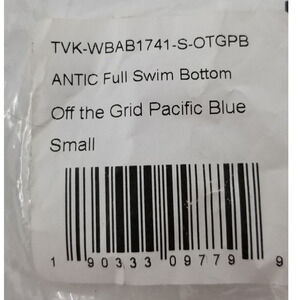 TVK-WBAB1741-S-OTGPB
ANTIC Full Swim Bottom
Off the Grid Pacific Blue
Small
1 90333 09779 9